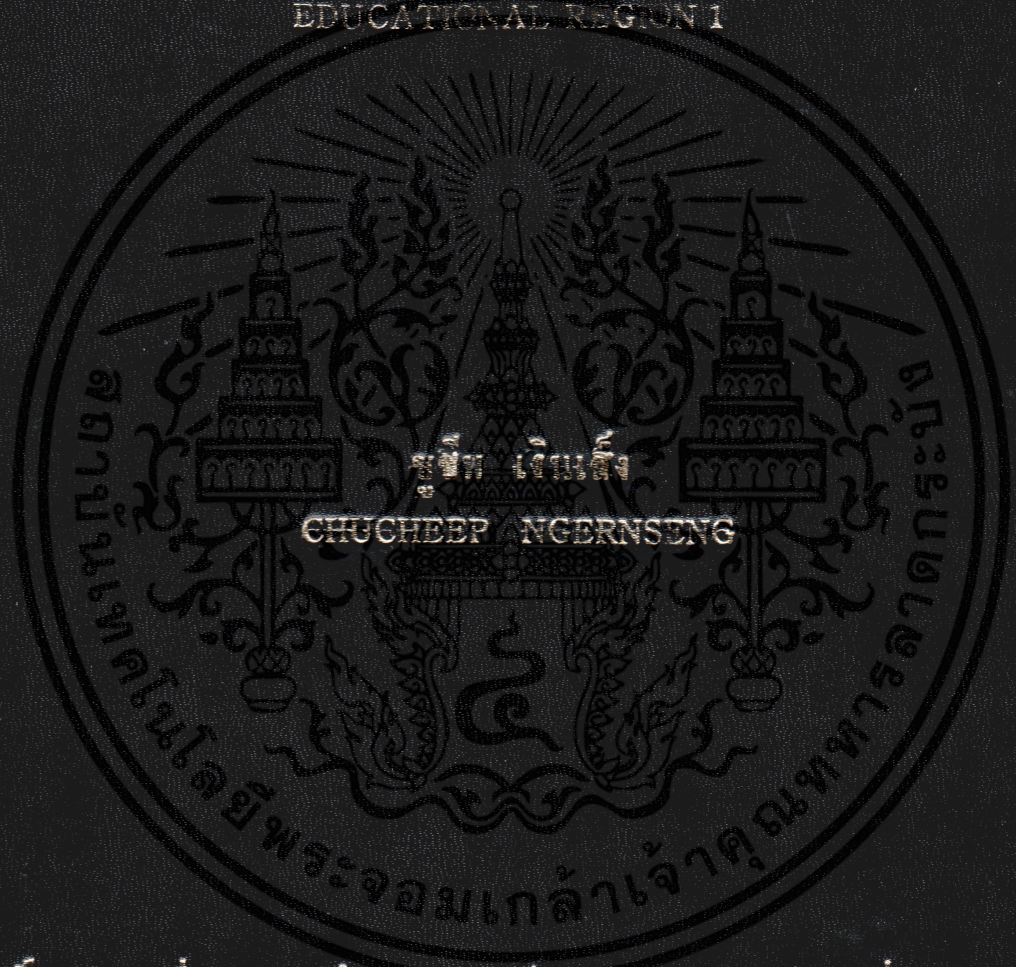 EDUCATIONAL REGION 1
ชูชีพ เงินเส็ง
CHUCHEEP NGERNSENG
สถาบันเทคโนโลยีพระจอมเกล้าเจ้าคุณทหารลาดกระบัง